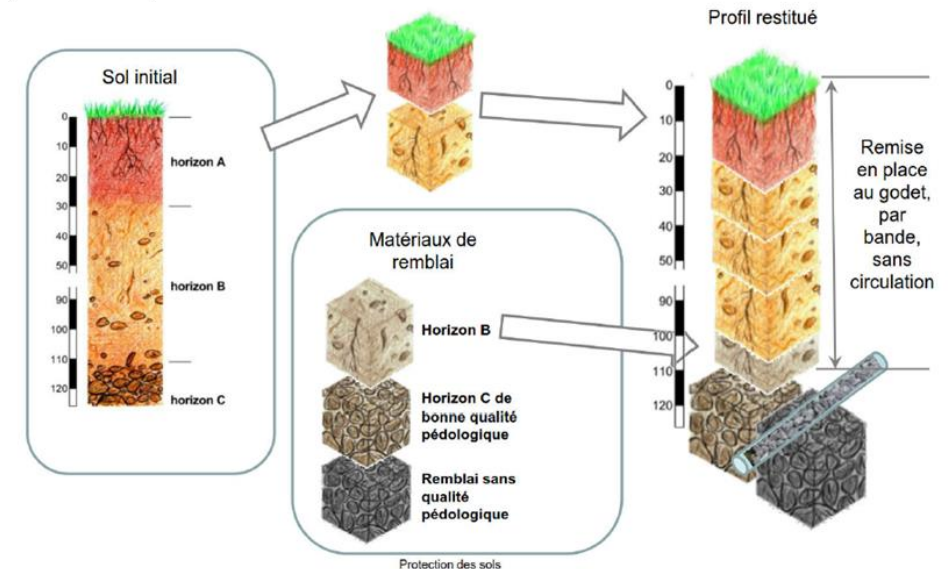 Profil restitué
Sol initial
0
10
20
30
40
50
90
100
110
120
horizon A
horizon B
horizon C
Matériaux de
remblai
Horizon B
Horizon C de
bonne qualité
pédologique
Remblai sans
qualité
pédologique
0
10
20
30
40
50
90
100
110
120
Remise
en place
au godet,
par
bande,
sans
circulation
Protection des sols